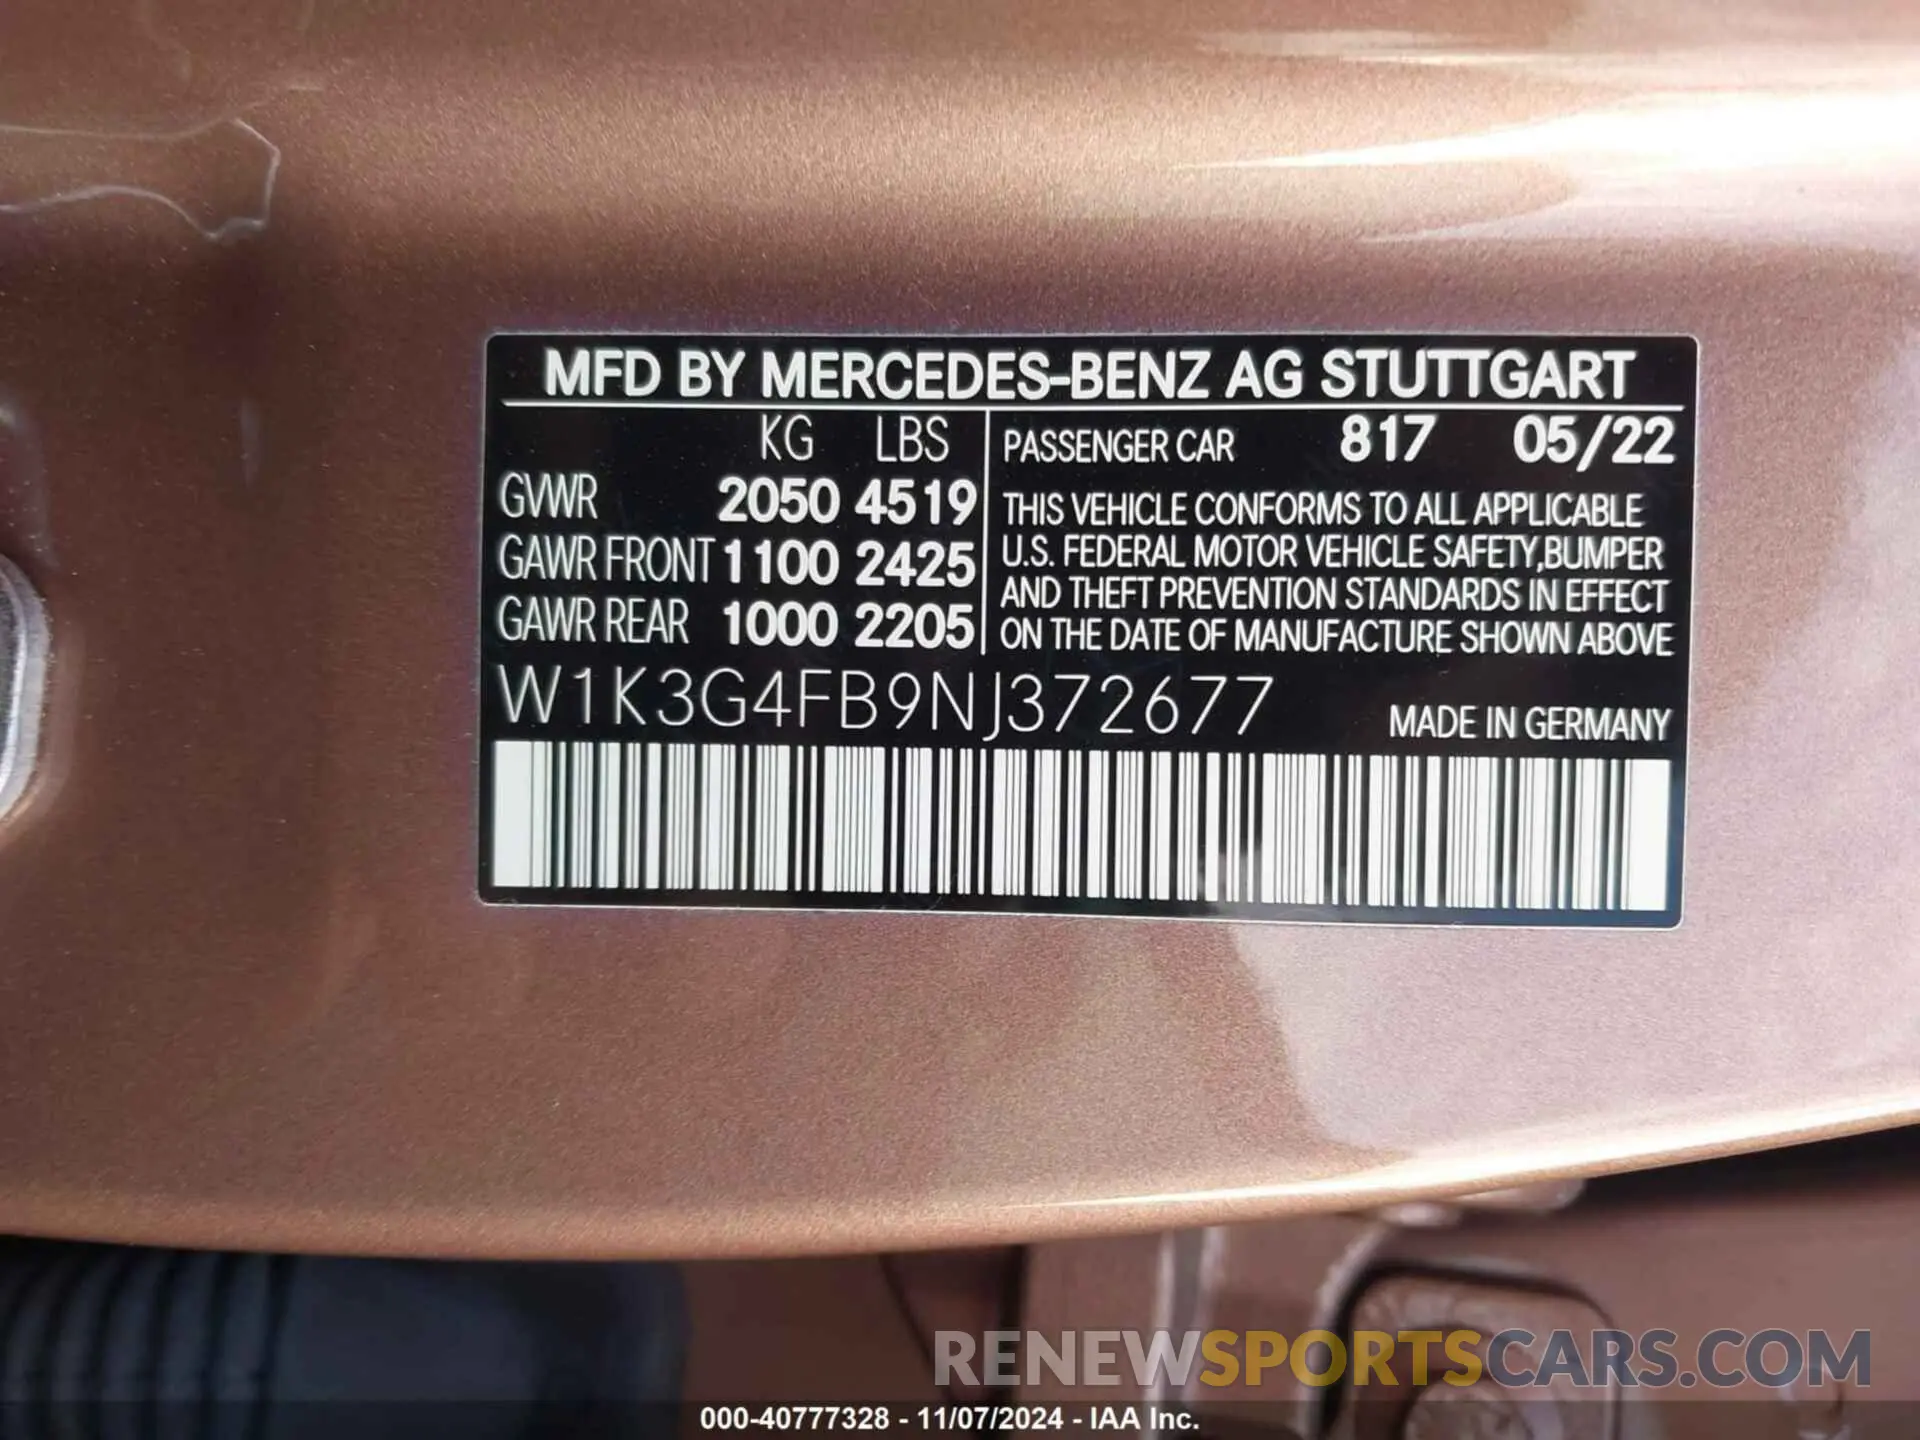 MFD BY MERCEDES-BENZ AG STUTTGART
KG LBS
GVWR 2050 4519
GAWR FRONT 1100 2425
GAWR REAR 1000 2205
PASSENGER CAR 817 05/22
THIS VEHICLE CONFORMS TO ALL APPLICABLE
U.S. FEDERAL MOTOR VEHICLE SAFETY,BUMPER
AND THEFT PREVENTION STANDARDS IN EFFECT
ON THE DATE OF MANUFACTURE SHOWN ABOVE
W1K3G4FB9NJ372677
MADE IN GERMANY
RENEWSPORTSCARS.COM
000-40777328 - 11/07/2024 - IAA Inc.